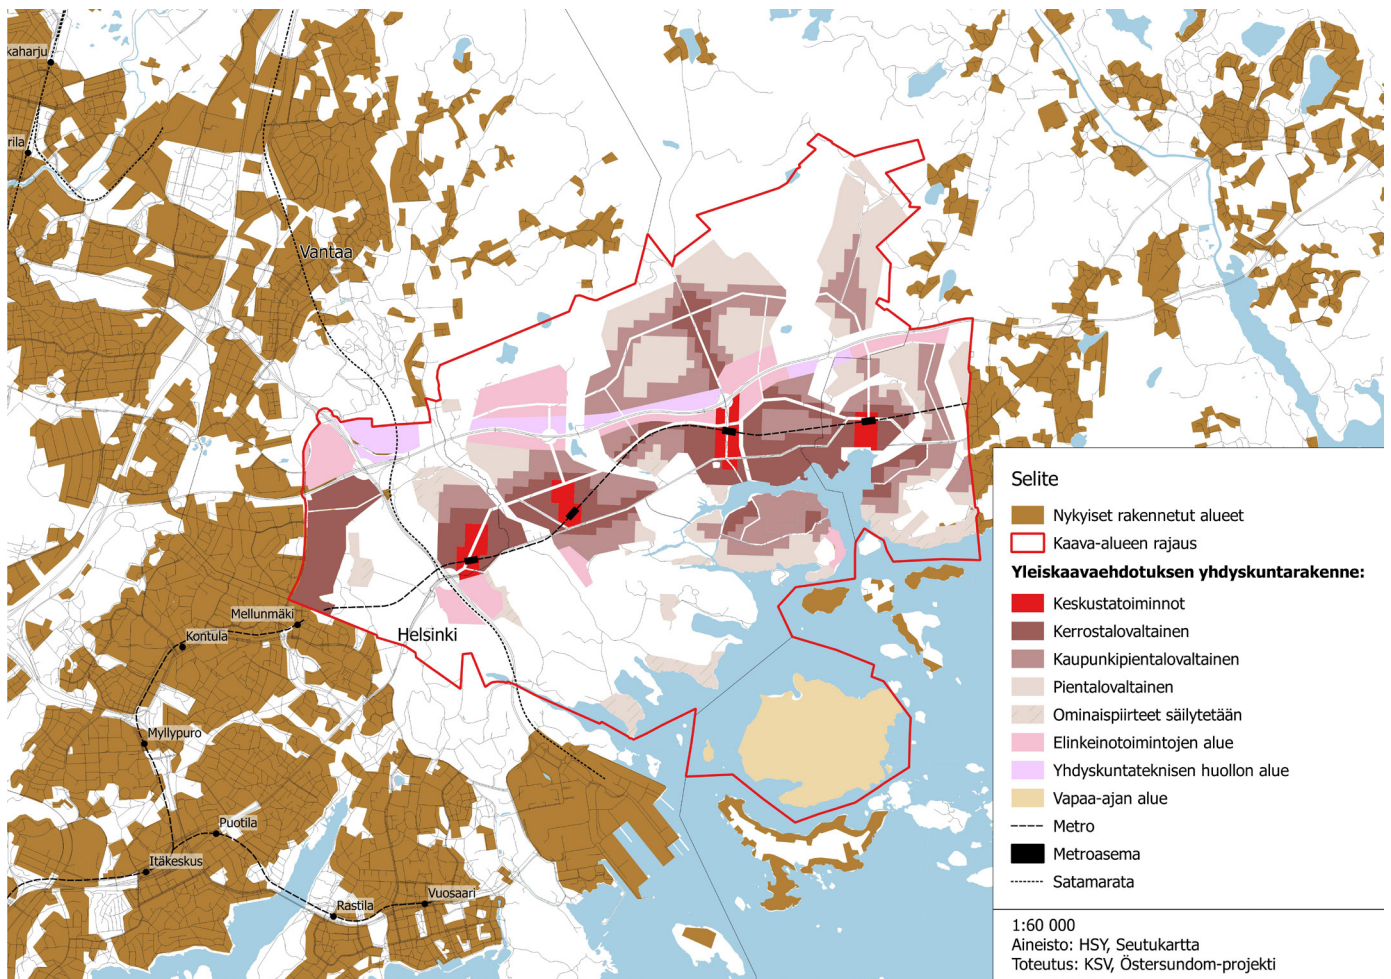 kaharju
rila
Vantaa
Mellunmäki
Kontula
Helsinki
Myllypuro
Puotila
Itäkeskus
Rastila
Vuosaari
Selite
Nykyiset rakennetut alueet
Kaava-alueen rajaus
Yleiskaavaehdotuksen yhdyskuntarakenne:
Keskustatoiminnot
Kerrostalovaltainen
Kaupunkipientalovaltainen
Pientalovaltainen
Ominaispiirteet säilytetään
Elinkeinotoimintojen alue
Yhdyskuntateknisen huollon alue
Vapaa-ajan alue
Metro
Metroasema
Satamarata
1:60 000
Aineisto: HSY, Seutukartta
Toteutus: KSV, Östersundom-projekti